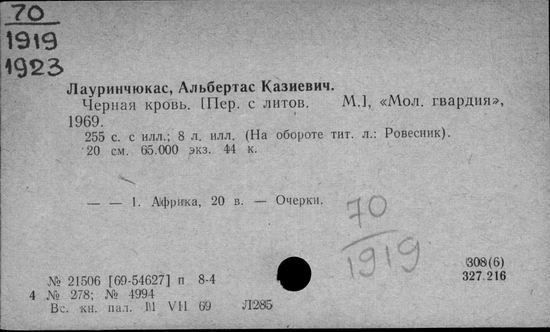 70
1919
1923
Лауринчюкас, Альбертас Казиевич.
Черная кровь. [Пер. с литов. М.], «Мол. гвардия»,
1969.
255 с. с илл.; 8 л. илл. (На обороте тит. л.: Ровесник).
20 см. 65.000 экз. 44 к.
— — 1. Африка, 20 в. — Очерки.
70
1919
308(6)
327.216
№ 21506 [69-54627] п 8-4
4 № 278; № 4994
Вс. кн. пал. III VII 69 Л285